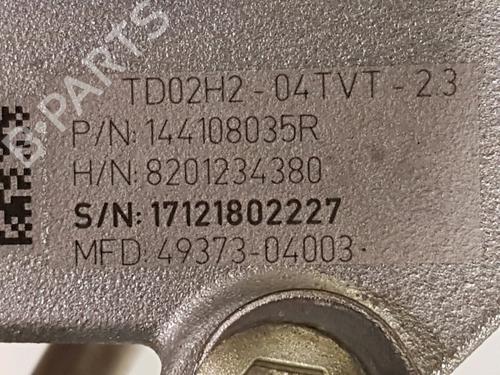 B-PARTS
TD02H2-04TVT-2.3
P/N: 144108035R
H/N: 8201234380
S/N: 17121802227
MFD: 49373-04003